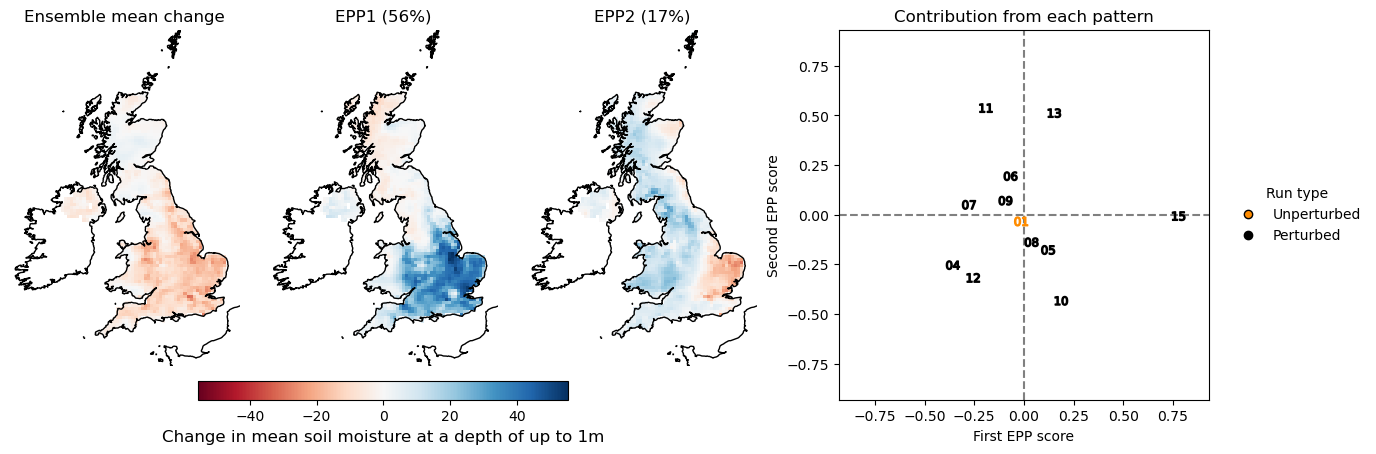 Ensemble mean change
EPP1 (56%)
EPP2 (17%)
Contribution from each pattern
−40 −20 0 20 40
Change in mean soil moisture at a depth of up to 1m
Second EPP score
0.75
0.50
0.25
0.00
−0.25
−0.50
−0.75
11
13
06
09
07
15
01
08
05
04
12
10
−0.75 −0.50 −0.25 0.00 0.25 0.50 0.75
First EPP score
Run type
Unperturbed
Perturbed